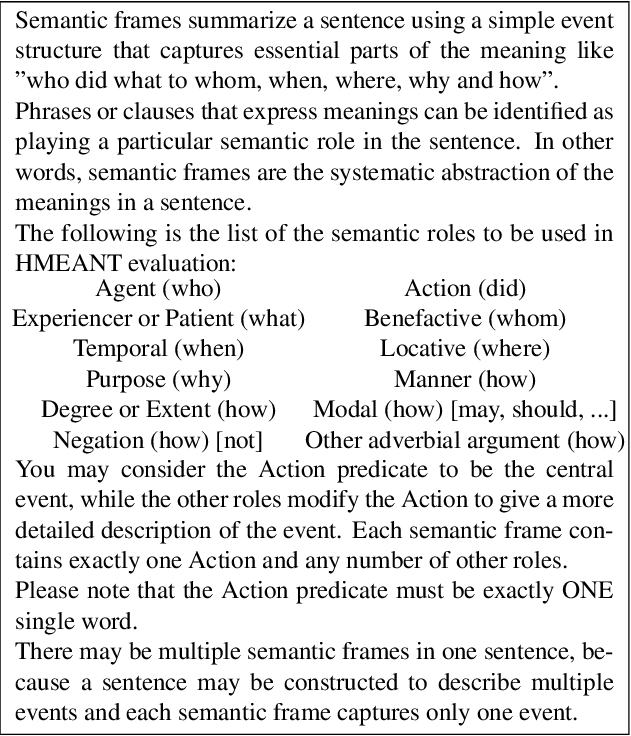 Semantic frames summarize a sentence using a simple event
structure that captures essential parts of the meaning like
”who did what to whom, when, where, why and how”.
Phrases or clauses that express meanings can be identified as
playing a particular semantic role in the sentence. In other
words, semantic frames are the systematic abstraction of the
meanings in a sentence.
The following is the list of the semantic roles to be used in
HMEANT evaluation:
Agent (who) Action (did)
Experiencer or Patient (what) Benefactive (whom)
Temporal (when) Locative (where)
Purpose (why) Manner (how)
Degree or Extent (how) Modal (how) [may, should, ...]
Negation (how) [not] Other adverbial argument (how)
You may consider the Action predicate to be the central
event, while the other roles modify the Action to give a more
detailed description of the event. Each semantic frame con-
tains exactly one Action and any number of other roles.
Please note that the Action predicate must be exactly ONE
single word.
There may be multiple semantic frames in one sentence, be-
cause a sentence may be constructed to describe multiple
events and each semantic frame captures only one event.